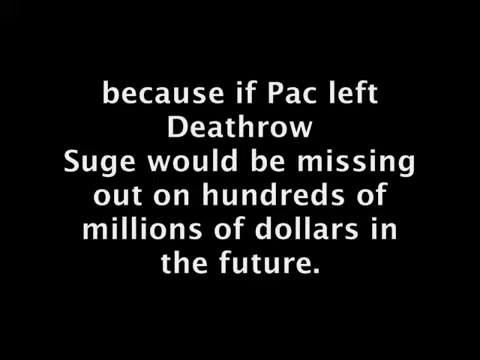 because if Pac left
Deathrow
Suge would be missing
out on hundreds of
millions of dollars in
the future.